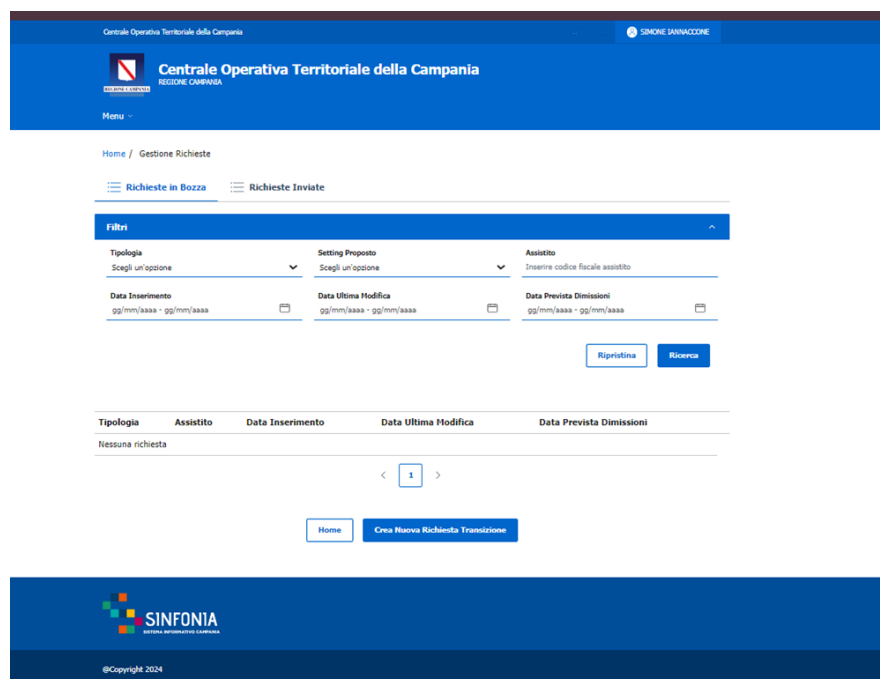 Centrale Operativa Territoriale della Campania
SIMONE IANNACCONE
Centrale Operativa Territoriale della Campania
REGIONE CAMPANIA
REGIONE CAMPANIA
Menu
Home / Gestione Richieste
Richieste in Bozza Richieste Inviate
Filtri
Tipologia Setting Proposto Assistito
Scegli un'opzione Scegli un'opzione Inserire codice fiscale assistito
Data Inserimento Data Ultima Modifica Data Prevista Dimissioni
gg/mm/aaaa - gg/mm/aaaa gg/mm/aaaa - gg/mm/aaaa gg/mm/aaaa - gg/mm/aaaa
Ripristina Ricerca
Tipologia Assistito Data Inserimento Data Ultima Modifica Data Prevista Dimissioni
Nessuna richiesta
< 1 >
Home Crea Nuova Richiesta Transizione
SINFONIA
SISTEMA INFORMATIVO CAMPANIA
@Copyright 2024